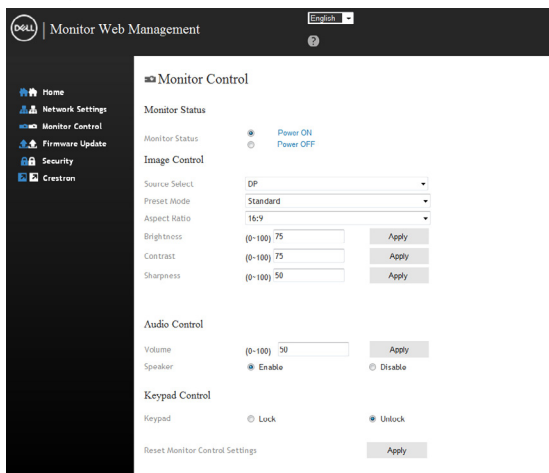 DELL | Monitor Web Management
English
?
Home
Network Settings
Monitor Control
Firmware Update
Security
Crestron
Monitor Control
Monitor Status
Monitor Status Power ON
Power OFF
Image Control
Source Select DP
Preset Mode Standard
Aspect Ratio 16:9
Brightness (0~100) 75 Apply
Contrast (0~100) 75 Apply
Sharpness (0~100) 50 Apply
Audio Control
Volume (0~100) 50 Apply
Speaker Enable Disable
Keypad Control
Keypad Lock Unlock
Reset Monitor Control Settings Apply